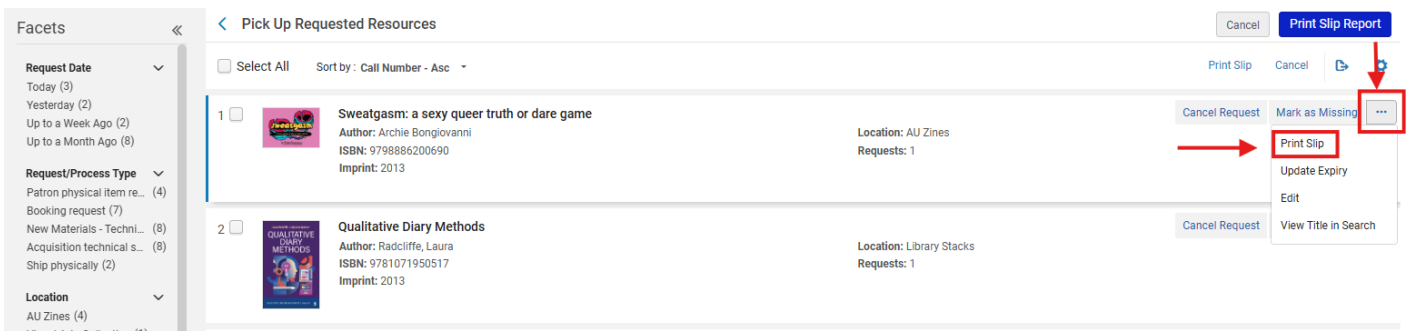 Facets
Request Date
Today (3)
Yesterday (2)
Up to a Week Ago (2)
Up to a Month Ago (8)
Request/Process Type
Patron physical item re... (4)
Booking request (7)
New Materials - Techni... (8)
Acquisition technical s... (8)
Ship physically (2)
Location
AU Zines (4)
Pick Up Requested Resources
Cancel
Print Slip Report
Select All
Sort by : Call Number - Asc
Print Slip
Cancel
1
Sweatgasm: a sexy queer truth or dare game
Author: Archie Bongiovanni
ISBN: 9798886200690
Imprint: 2013
Location: AU Zines
Requests: 1
Cancel Request
Mark as Missing
...
Print Slip
Update Expiry
Edit
View Title in Search
2
QUALITATIVE
DIARY
METHODS
Qualitative Diary Methods
Author: Radcliffe, Laura
ISBN: 9781071950517
Imprint: 2013
Location: Library Stacks
Requests: 1
Cancel Request